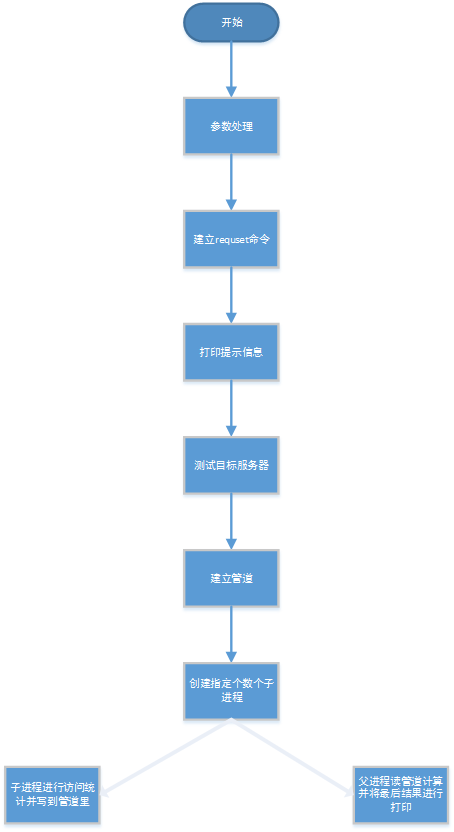 开始
参数处理
建立requset命令
打印提示信息
测试目标服务器
建立管道
创建指定个数个子
进程
子进程进行访问统
计并写到管道里
父进程读管道计算
并将最后结果进行
打印